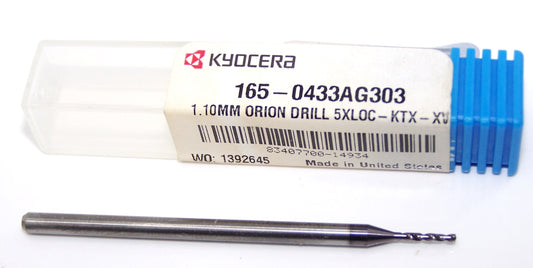 KYOCERA
165-0433AG303
1.10MM ORION DRILL 5XLOC-KTX-XV
83407700-14934
WO: 1392645 Made in United States